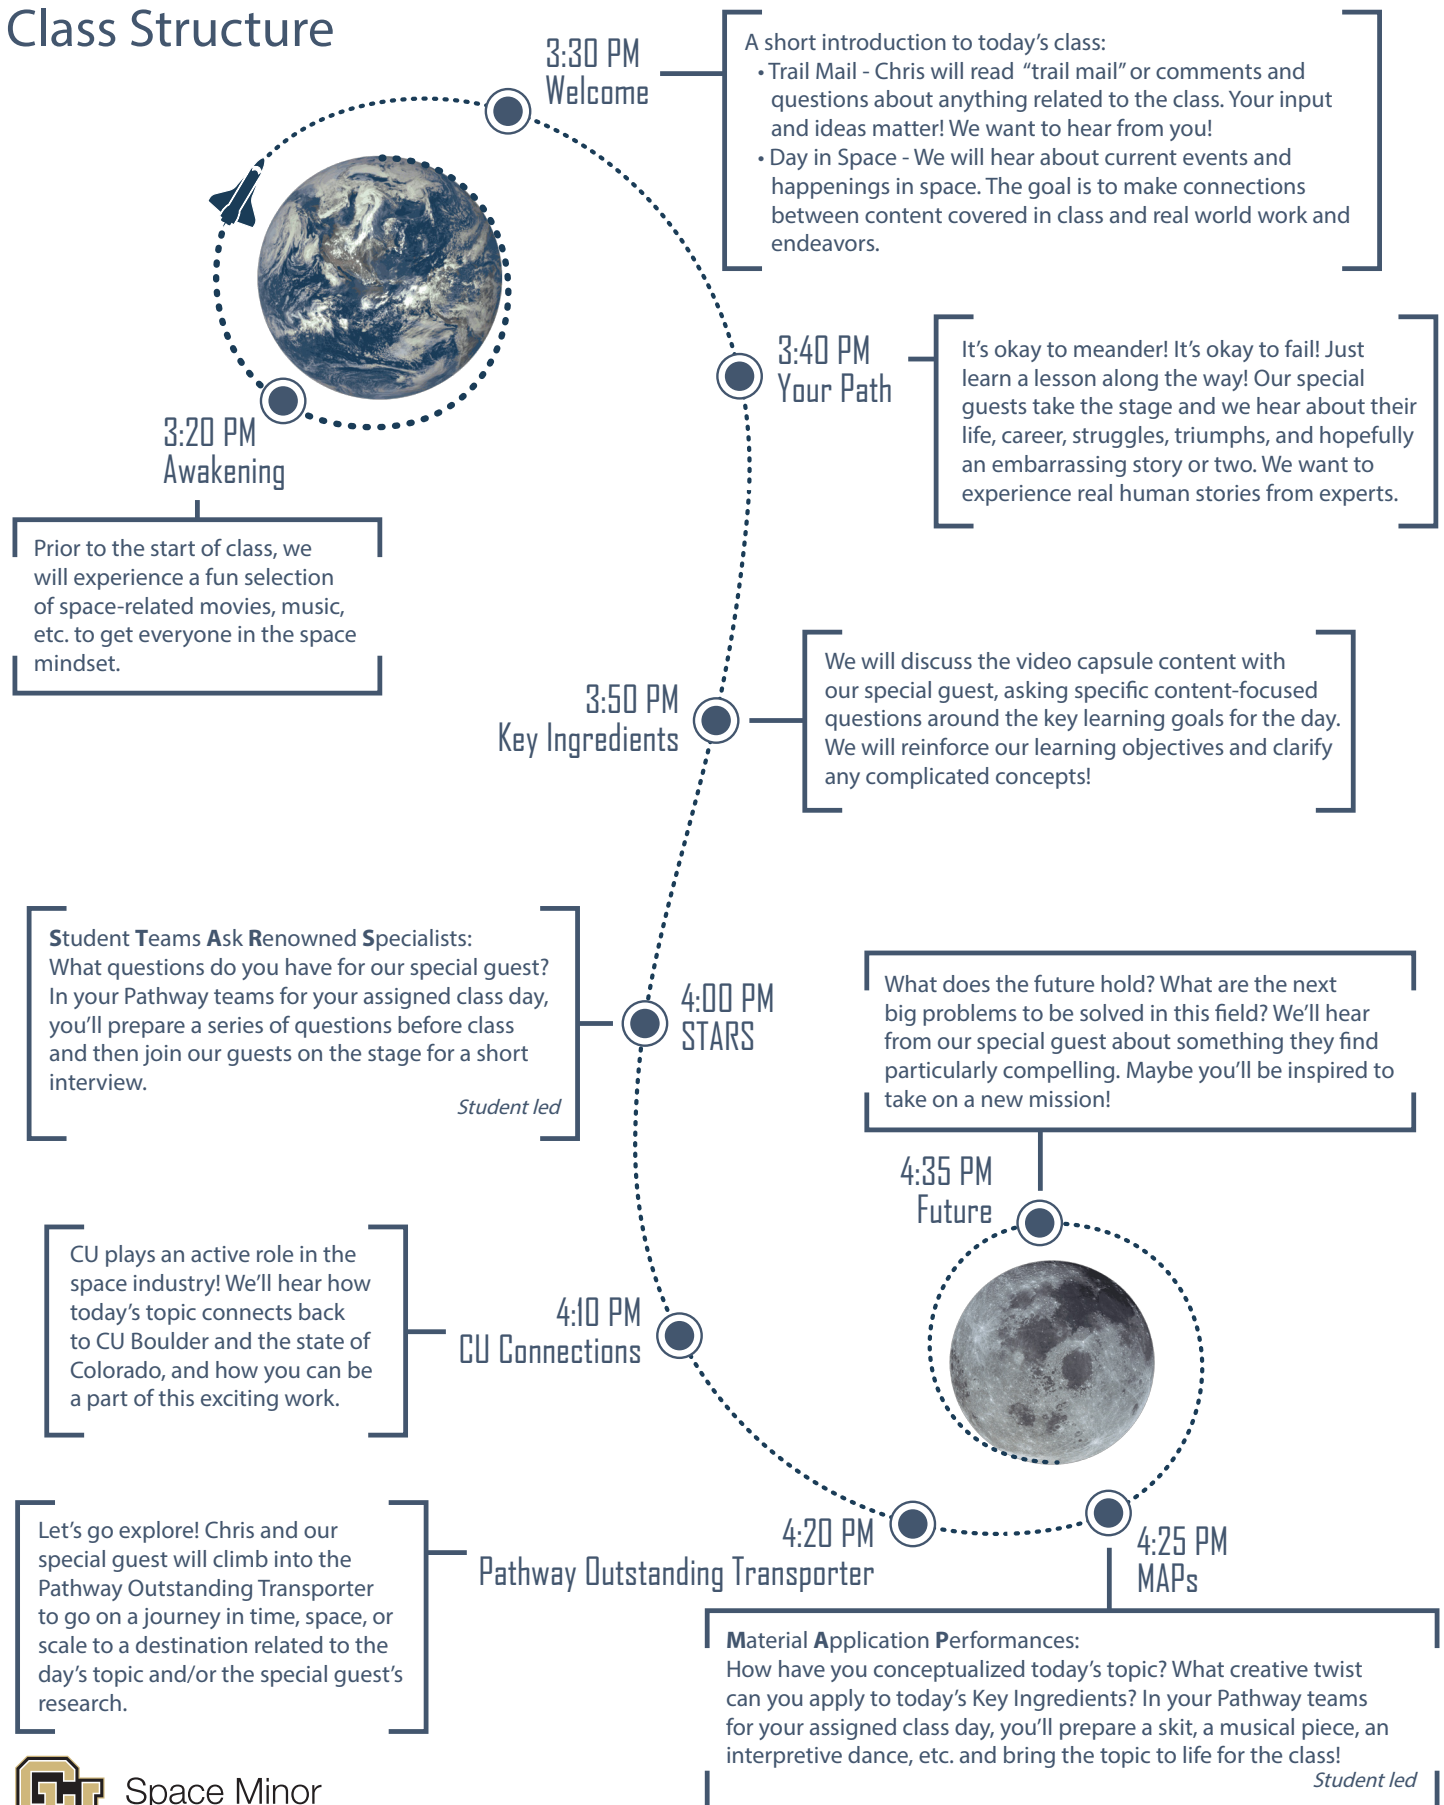 Class Structure
3:30 PM
Welcome
A short introduction to today's class:
• Trail Mail - Chris will read “trail mail” or comments and
questions about anything related to the class. Your input
and ideas matter! We want to hear from you!
• Day in Space - We will hear about current events and
happenings in space. The goal is to make connections
between content covered in class and real world work and
endeavors.
3:40 PM
Your Path
It's okay to meander! It's okay to fail! Just
learn a lesson along the way! Our special
guests take the stage and we hear about their
life, career, struggles, triumphs, and hopefully
an embarrassing story or two. We want to
experience real human stories from experts.
3:20 PM
Awakening
Prior to the start of class, we
will experience a fun selection
of space-related movies, music,
etc. to get everyone in the space
mindset.
3:50 PM
Key Ingredients
We will discuss the video capsule content with
our special guest, asking specific content-focused
questions around the key learning goals for the day.
We will reinforce our learning objectives and clarify
any complicated concepts!
Student Teams Ask Renowned Specialists:
What questions do you have for our special guest?
In your Pathway teams for your assigned class day,
you'll prepare a series of questions before class
and then join our guests on the stage for a short
interview.
Student led
4:00 PM
STARS
What does the future hold? What are the next
big problems to be solved in this field? We'll hear
from our special guest about something they find
particularly compelling. Maybe you'll be inspired to
take on a new mission!
4:35 PM
Future
CU plays an active role in the
space industry! We'll hear how
today's topic connects back
to CU Boulder and the state of
Colorado, and how you can be
a part of this exciting work.
4:10 PM
CU Connections
Let's go explore! Chris and our
special guest will climb into the
Pathway Outstanding Transporter
to go on a journey in time, space, or
scale to a destination related to the
day's topic and/or the special guest's
research.
4:20 PM
Pathway Outstanding Transporter
4:25 PM
MAPs
Material Application Performances:
How have you conceptualized today's topic? What creative twist
can you apply to today's Key Ingredients? In your Pathway teams
for your assigned class day, you'll prepare a skit, a musical piece, an
interpretive dance, etc. and bring the topic to life for the class!
Student led
CU
Space Minor